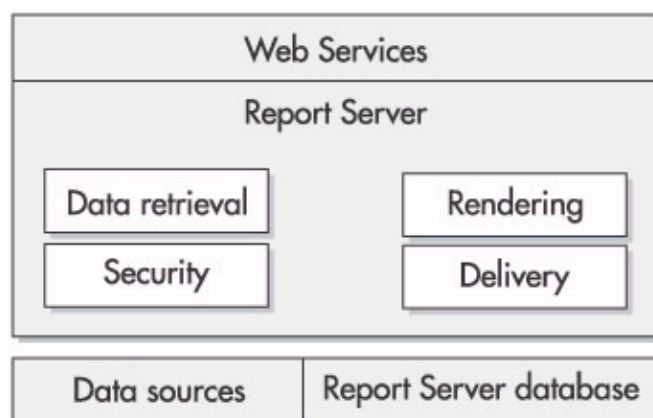 Web Services
Report Server
Data retrieval
Rendering
Security
Delivery
Data sources
Report Server database